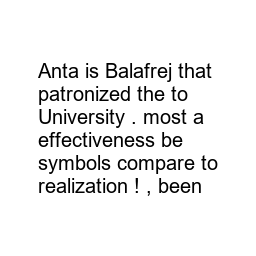 Anta is Balafrej that
patronized the to
University . most a
effectiveness be
symbols compare to
realization ! , been